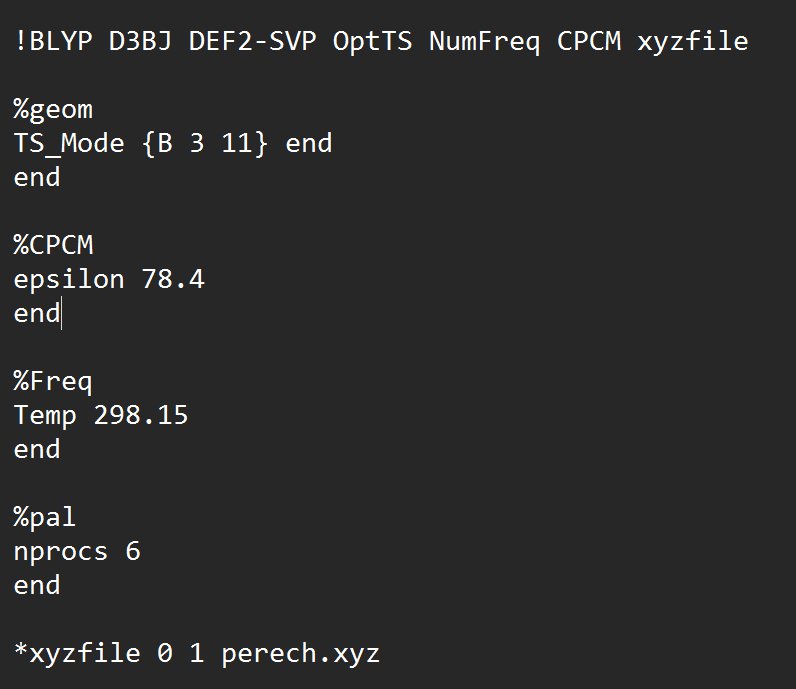 !BLYP D3BJ DEF2-SVP OptTS NumFreq CPCM xyzfile
%geom
TS_Mode {B 3 11} end
end
%CPCM
epsilon 78.4
end
%Freq
Temp 298.15
end
%pal
nprocs 6
end
*xyzfile 0 1 perech.xyz